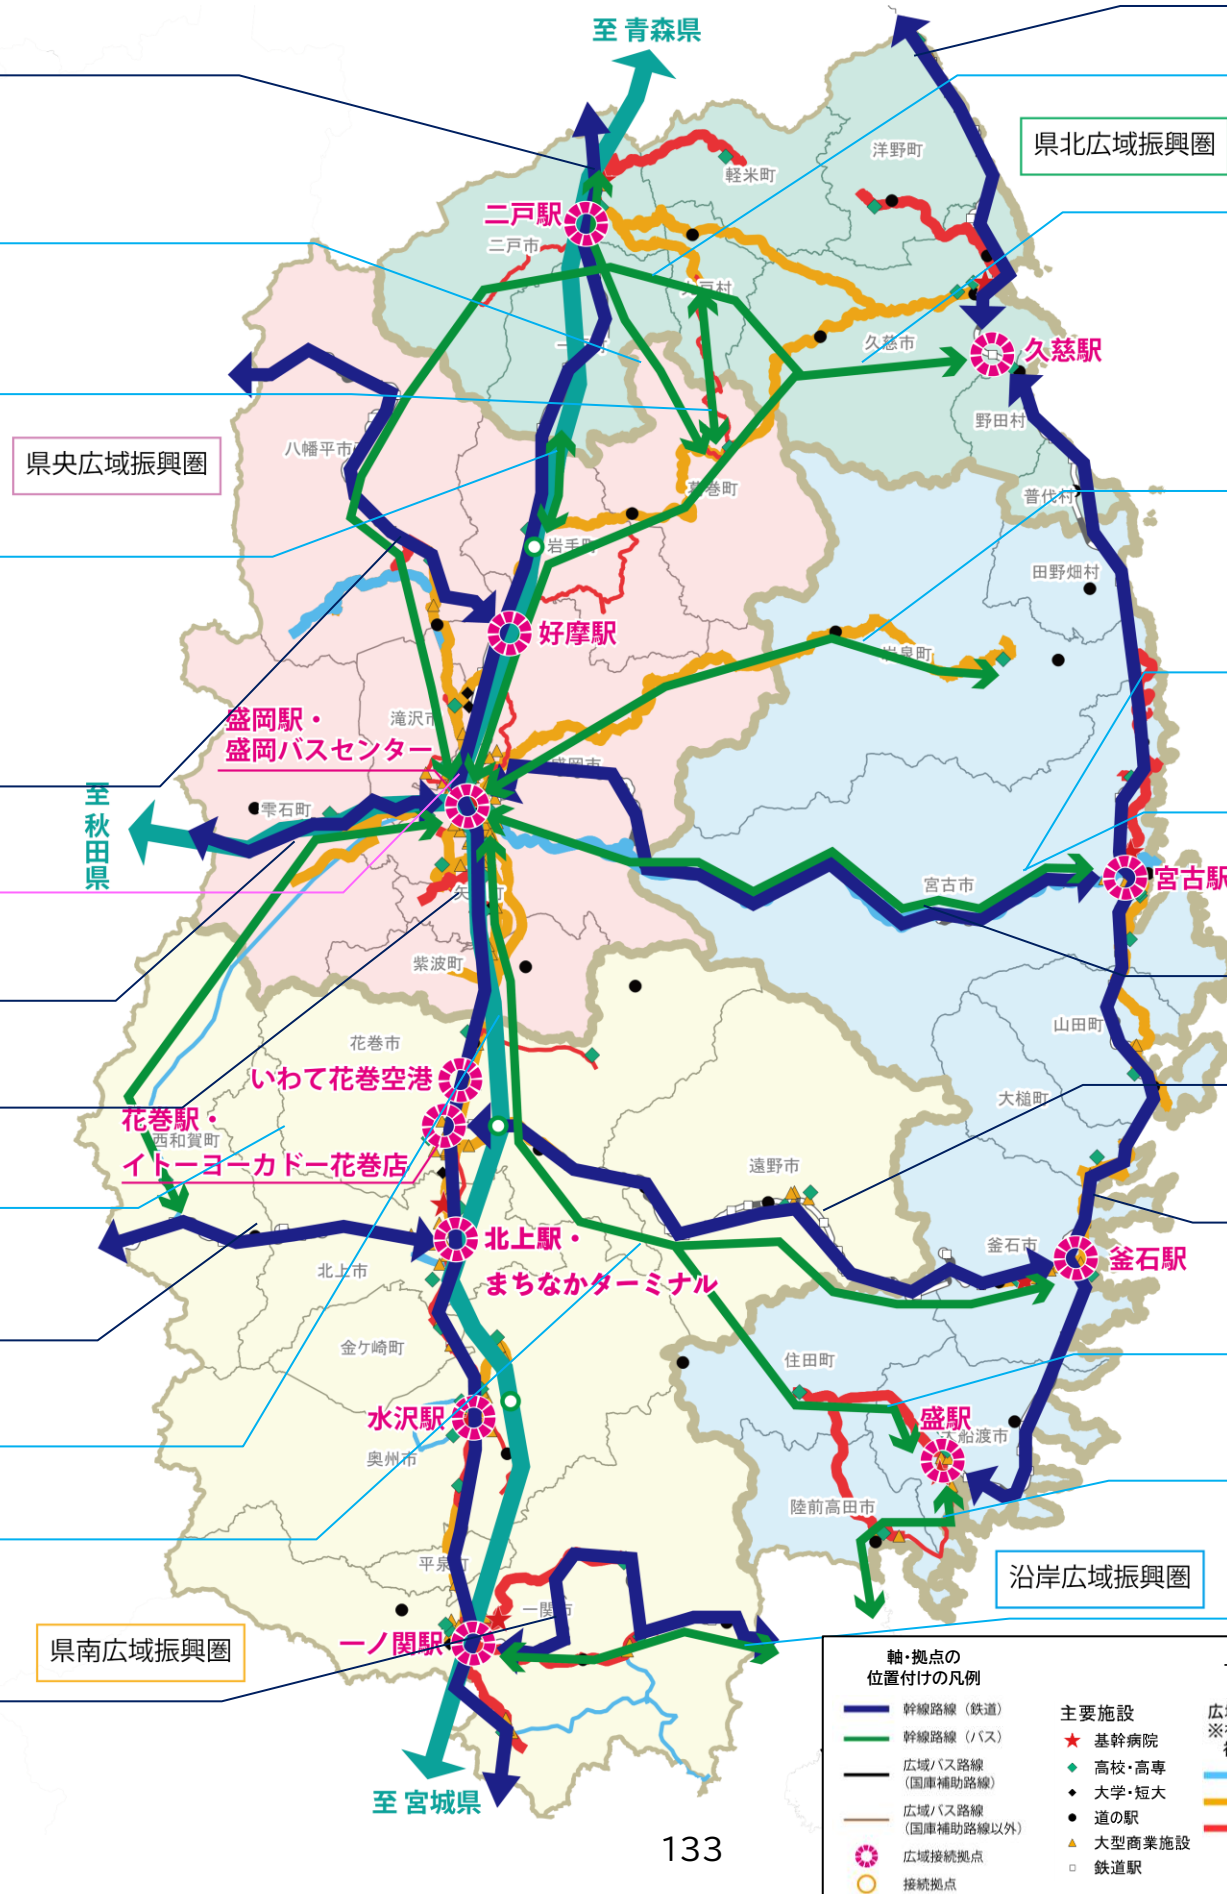 至 青森県
県北広域振興圏
洋野町
軽米町
二戸駅
二戸市
久慈市
久慈駅
野田村
八幡平市
県央広域振興圏
葛巻町
普代村
岩手町
田野畑村
好摩駅
岩泉町
滝沢市
盛岡駅・
盛岡バスセンター
盛岡市
至
秋田県
雫石町
宮古市
宮古駅
矢巾町
紫波町
山田町
花巻市
いわて花巻空港
大槌町
花巻駅・
西和賀町
イトーヨーカドー花巻店
遠野市
北上駅・
まちなかターミナル
釜石市
釜石駅
北上市
金ケ崎町
住田町
水沢駅
盛駅
大船渡市
奥州市
陸前高田市
平泉町
沿岸広域振興圏
一関市
県南広域振興圏
一ノ関駅
至 宮城県
軸・拠点の
位置付けの凡例
幹線路線（鉄道）
幹線路線（バス）
広域バス路線
（国庫補助路線）
広域バス路線
（国庫補助路線以外）
広域接続拠点
接続拠点
主要施設
基幹病院
高校・高専
大学・短大
道の駅
大型商業施設
鉄道駅
133